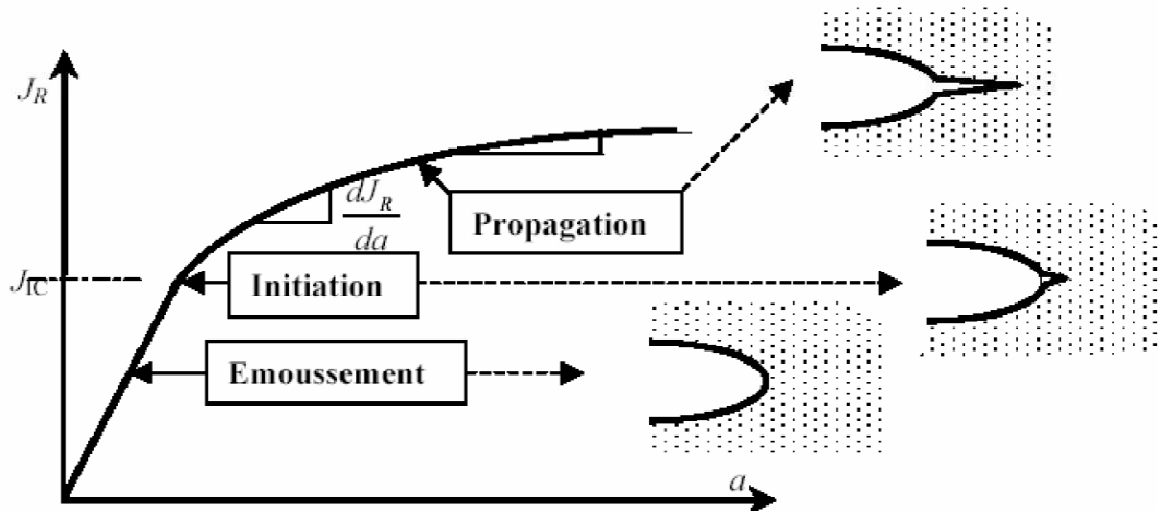 J_R
Propagation
dJ_R
da
J_IC
Initiation
Emoussement
a